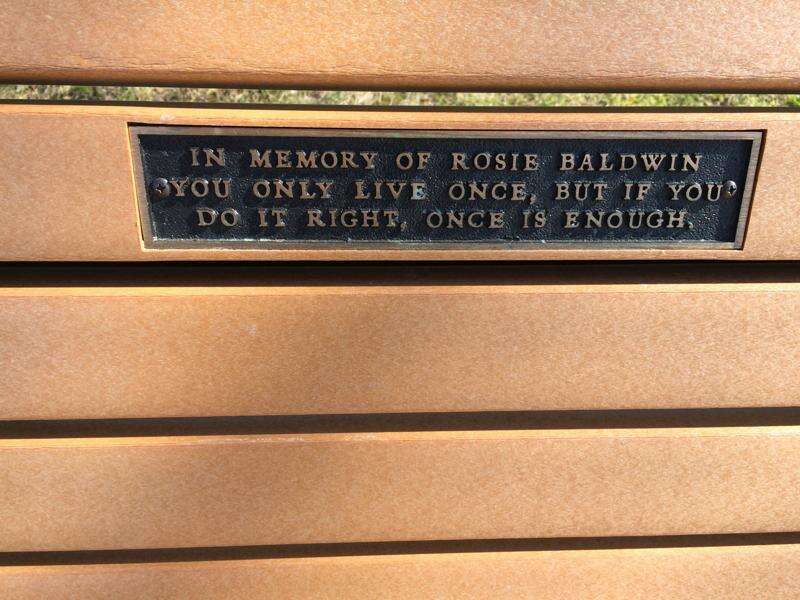 IN MEMORY OF ROSIE BALDWIN
YOU ONLY LIVE ONCE, BUT IF YOU
DO IT RIGHT, ONCE IS ENOUGH.